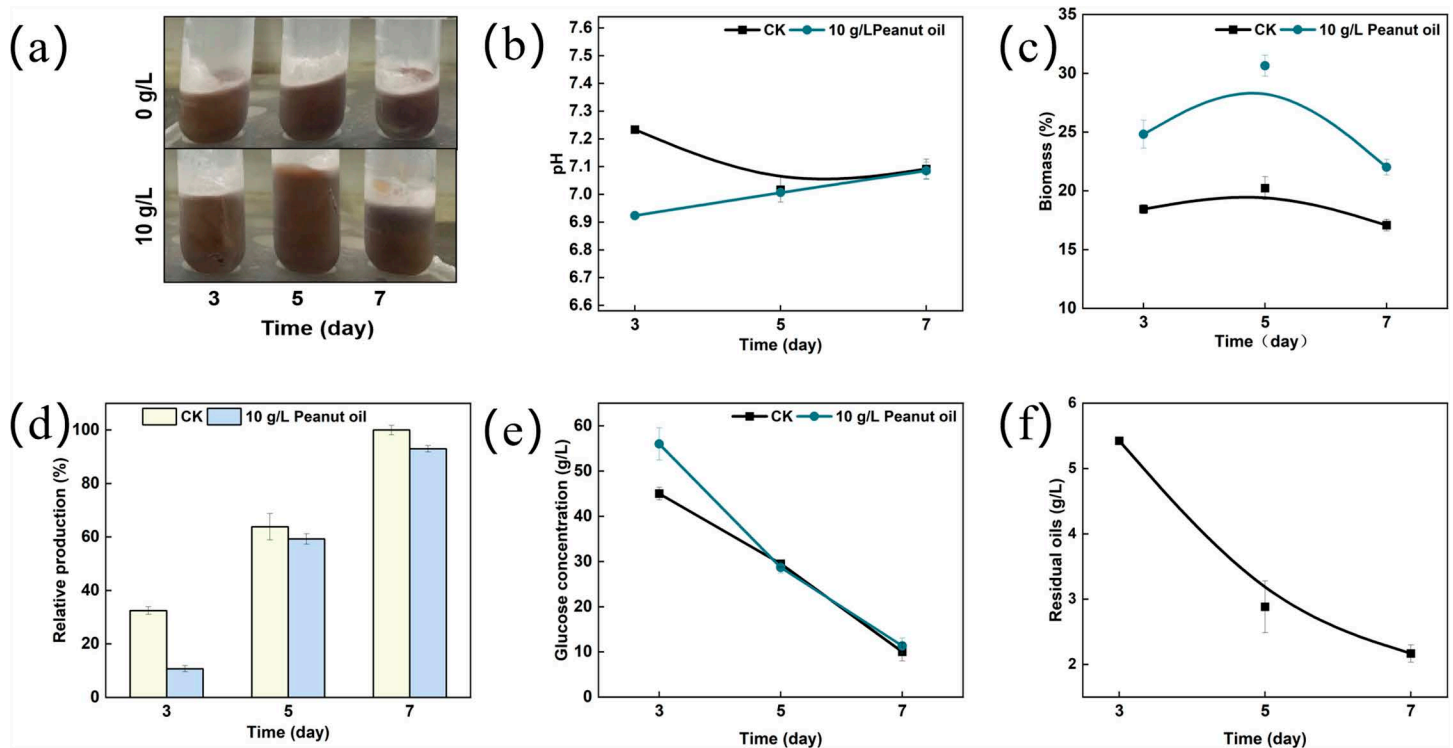 (a)
0 g/L
10 g/L
3 5 7
Time (day)
(b)
CK 10 g/LPeanut oil
pH
7.6
7.5
7.4
7.3
7.2
7.1
7.0
6.9
6.8
6.7
6.6
3 5 7
Time (day)
(c)
CK 10 g/L Peanut oil
Biomass (%)
35
30
25
20
15
10
3 5 7
Time（day）
(d)
CK 10 g/L Peanut oil
Relative production (%)
100
80
60
40
20
0
3 5 7
Time (day)
(e)
CK 10 g/L Peanut oil
Glucose concentration (g/L)
60
50
40
30
20
10
0
3 5 7
Time (day)
(f)
Residual oils (g/L)
6
5
4
3
2
3 5 7
Time (day)